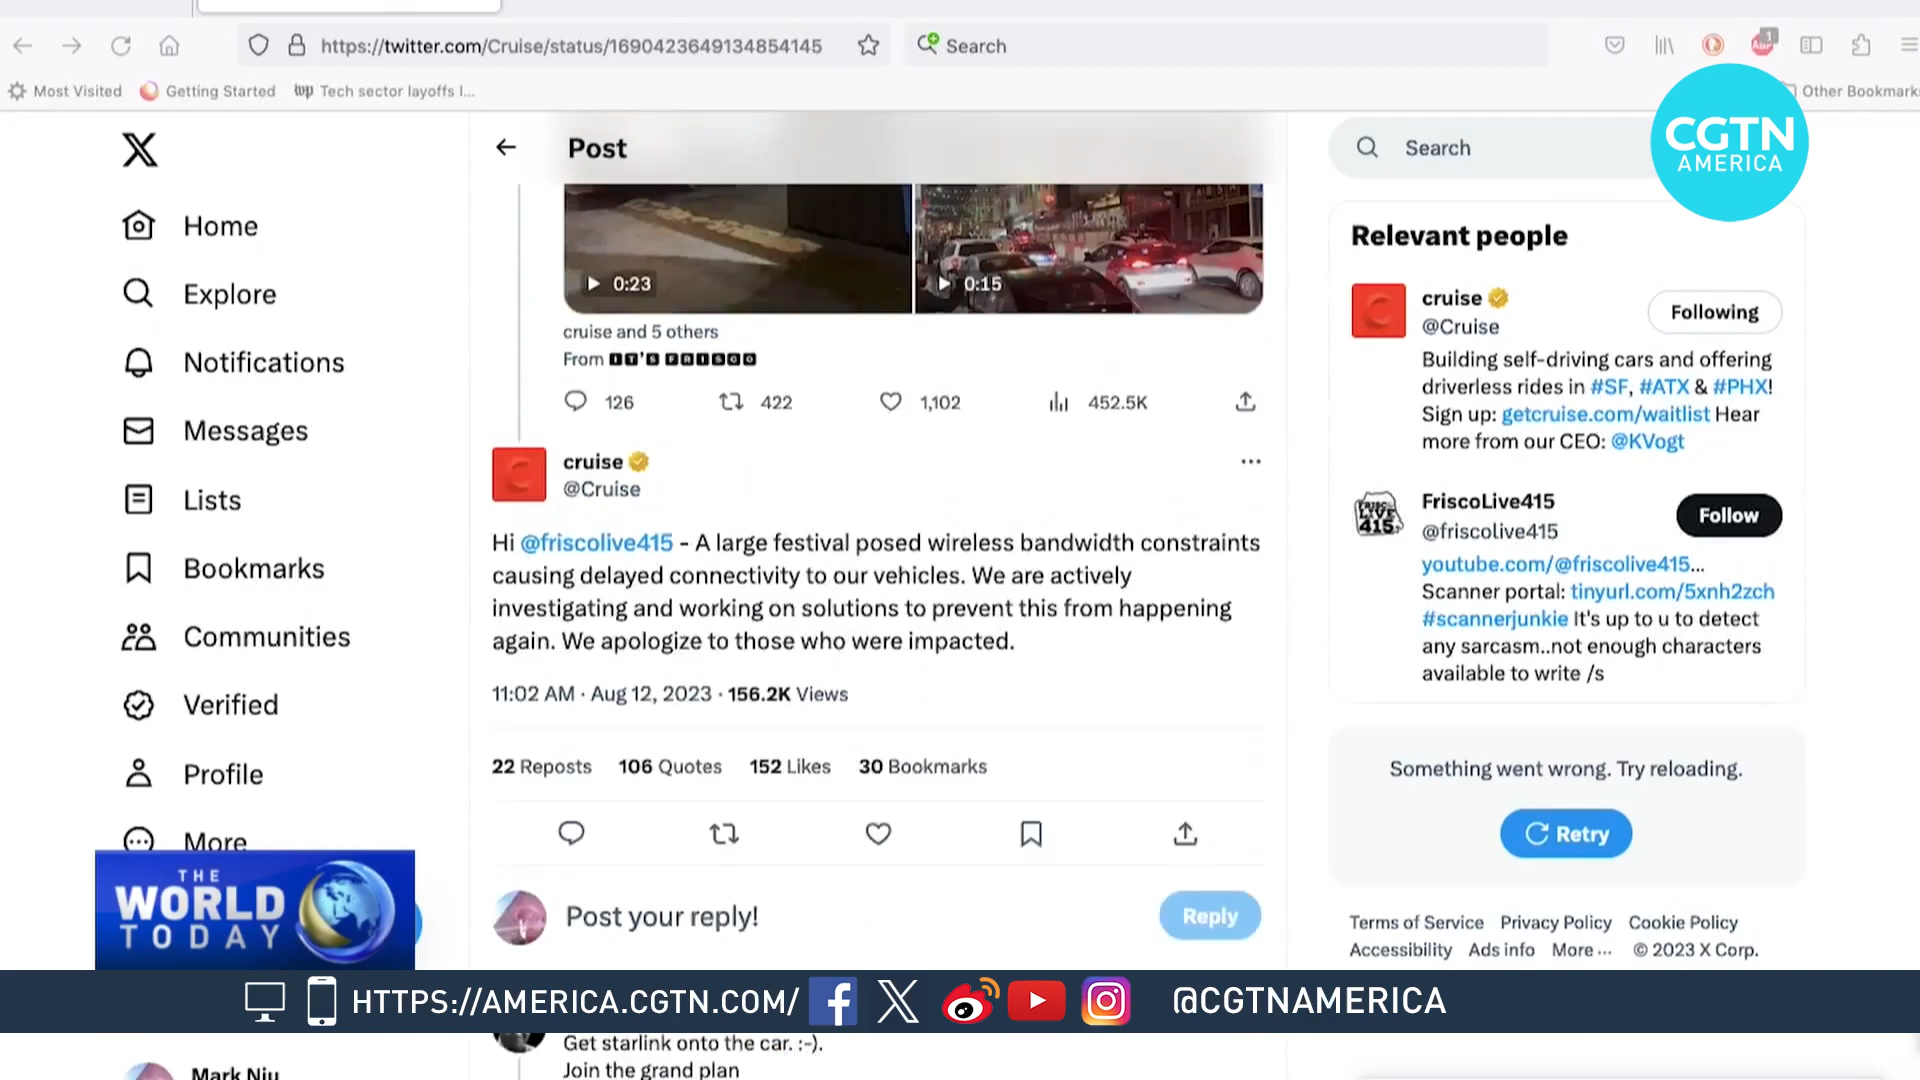 https://twitter.com/Cruise/status/1690423649134854145
Search
1
Most Visited
Getting Started
wp Tech sector layoffs l...
Other Bookmarks
CGTN
AMERICA
X
Home
Explore
Notifications
Messages
Lists
Bookmarks
Communities
Verified
Profile
More
Post
0:23
0:15
cruise and 5 others
From IT'S FRISCO
126
422
1,102
452.5K
cruise
@Cruise
Hi @friscolive415 - A large festival posed wireless bandwidth constraints
causing delayed connectivity to our vehicles. We are actively
investigating and working on solutions to prevent this from happening
again. We apologize to those who were impacted.
11:02 AM · Aug 12, 2023 · 156.2K Views
22 Reposts 106 Quotes 152 Likes 30 Bookmarks
Post your reply!
Reply
Search
Relevant people
cruise
@Cruise
Following
Building self-driving cars and offering
driverless rides in #SF, #ATX & #PHX!
Sign up: getcruise.com/waitlist Hear
more from our CEO: @KVogt
FRISCO
LIVE
415
FriscoLive415
@friscolive415
Follow
youtube.com/@friscolive415...
Scanner portal: tinyurl.com/5xnh2zch
#scannerjunkie It's up to u to detect
any sarcasm..not enough characters
available to write /s
Something went wrong. Try reloading.
Retry
Terms of Service Privacy Policy Cookie Policy
Accessibility Ads info More ··· © 2023 X Corp.
THE
WORLD
TODAY
HTTPS://AMERICA.CGTN.COM/
@CGTNAMERICA
Get starlink onto the car. :-).
Join the grand plan
Mark Niu